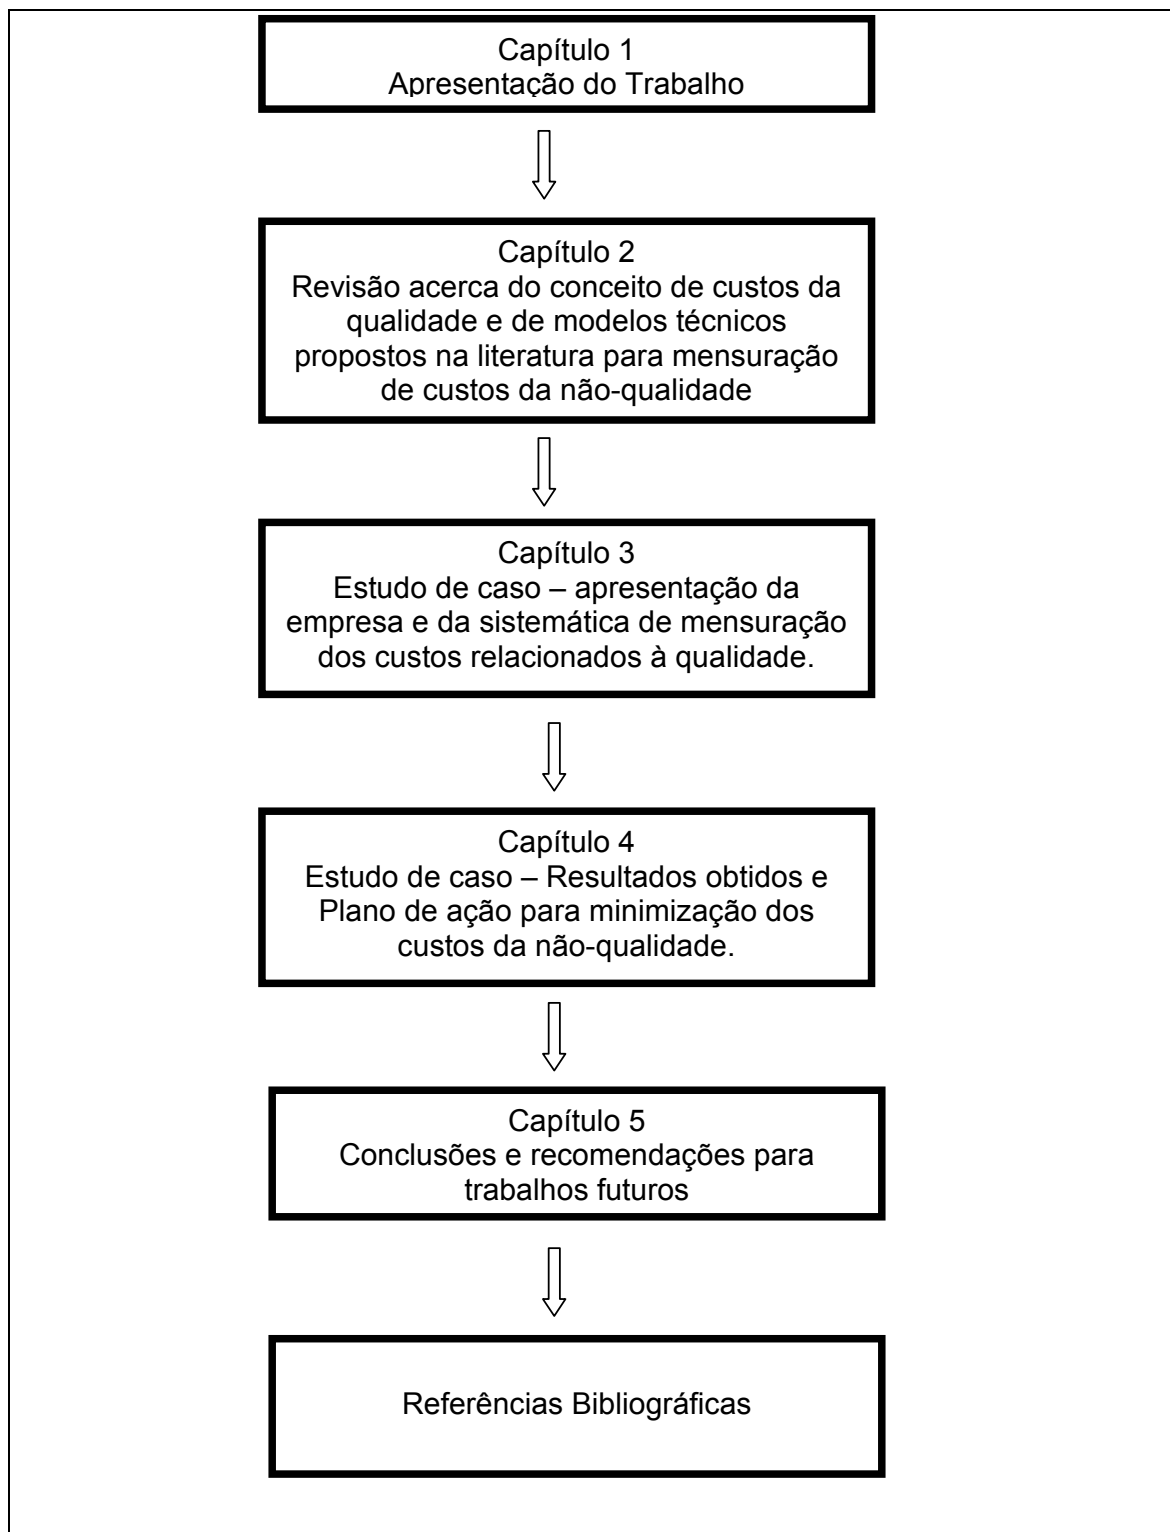 Capítulo 1
Apresentação do Trabalho
Capítulo 2
Revisão acerca do conceito de custos da
qualidade e de modelos técnicos
propostos na literatura para mensuração
de custos da não-qualidade
Capítulo 3
Estudo de caso – apresentação da
empresa e da sistemática de mensuração
dos custos relacionados à qualidade.
Capítulo 4
Estudo de caso – Resultados obtidos e
Plano de ação para minimização dos
custos da não-qualidade.
Capítulo 5
Conclusões e recomendações para
trabalhos futuros
Referências Bibliográficas